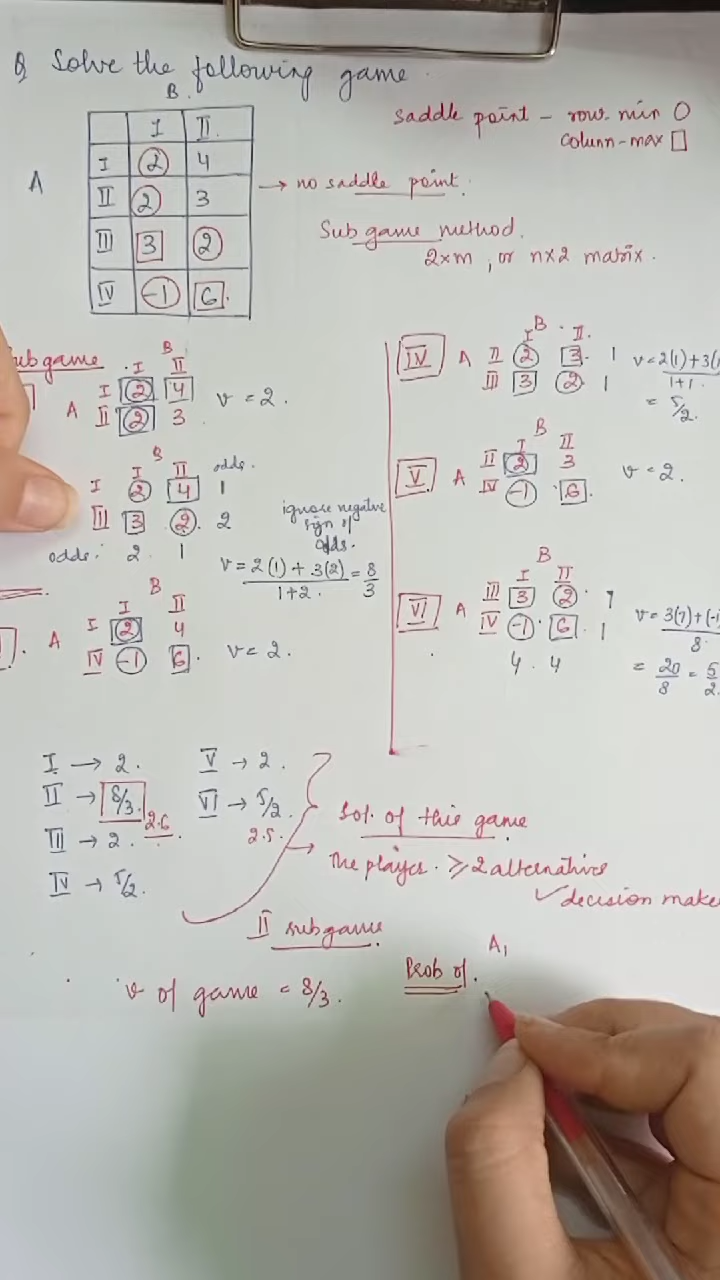 Q Solve the following game.
B.
I II
A
I 2 4
II 2 3
III 3 2
IV -1 6.
→ no saddle point.
saddle point - row-min O
column-max □
Sub game method.
2×m, or n×2 matrix.
ubgame
B
I II
A I 2 4
II 2 3
v = 2.
B
I II odds.
I 2 4 1
III 3 2. 2
odds: 2 1
ignore negative
sign of
odds.
v = 2(1) + 3(2) = 8
1+2. 3
B
I II
A I 2 4
IV -1 6.
v = 2.
IV
B
I II.
A II 2 3. 1
III 3 2 1
v = 2(1)+3(
1+1.
= 5/2.
V
B
I II
A II 2 3
IV -1 6.
v = 2.
VI
B
I II
A III 3 2. 7
IV -1 6. 1
4 . 4
v = 3(7)+(-1
8.
= 20 = 5
8 2.
I → 2.
II → 8/3.
2.6
III → 2.
IV → 5/2.
V → 2.
VI → 5/2.
2.5.
Sol. of this game
→ The player. ≥ 2 alternatives
✓decision make
II subgame
v of game = 8/3.
Prob of.
A1